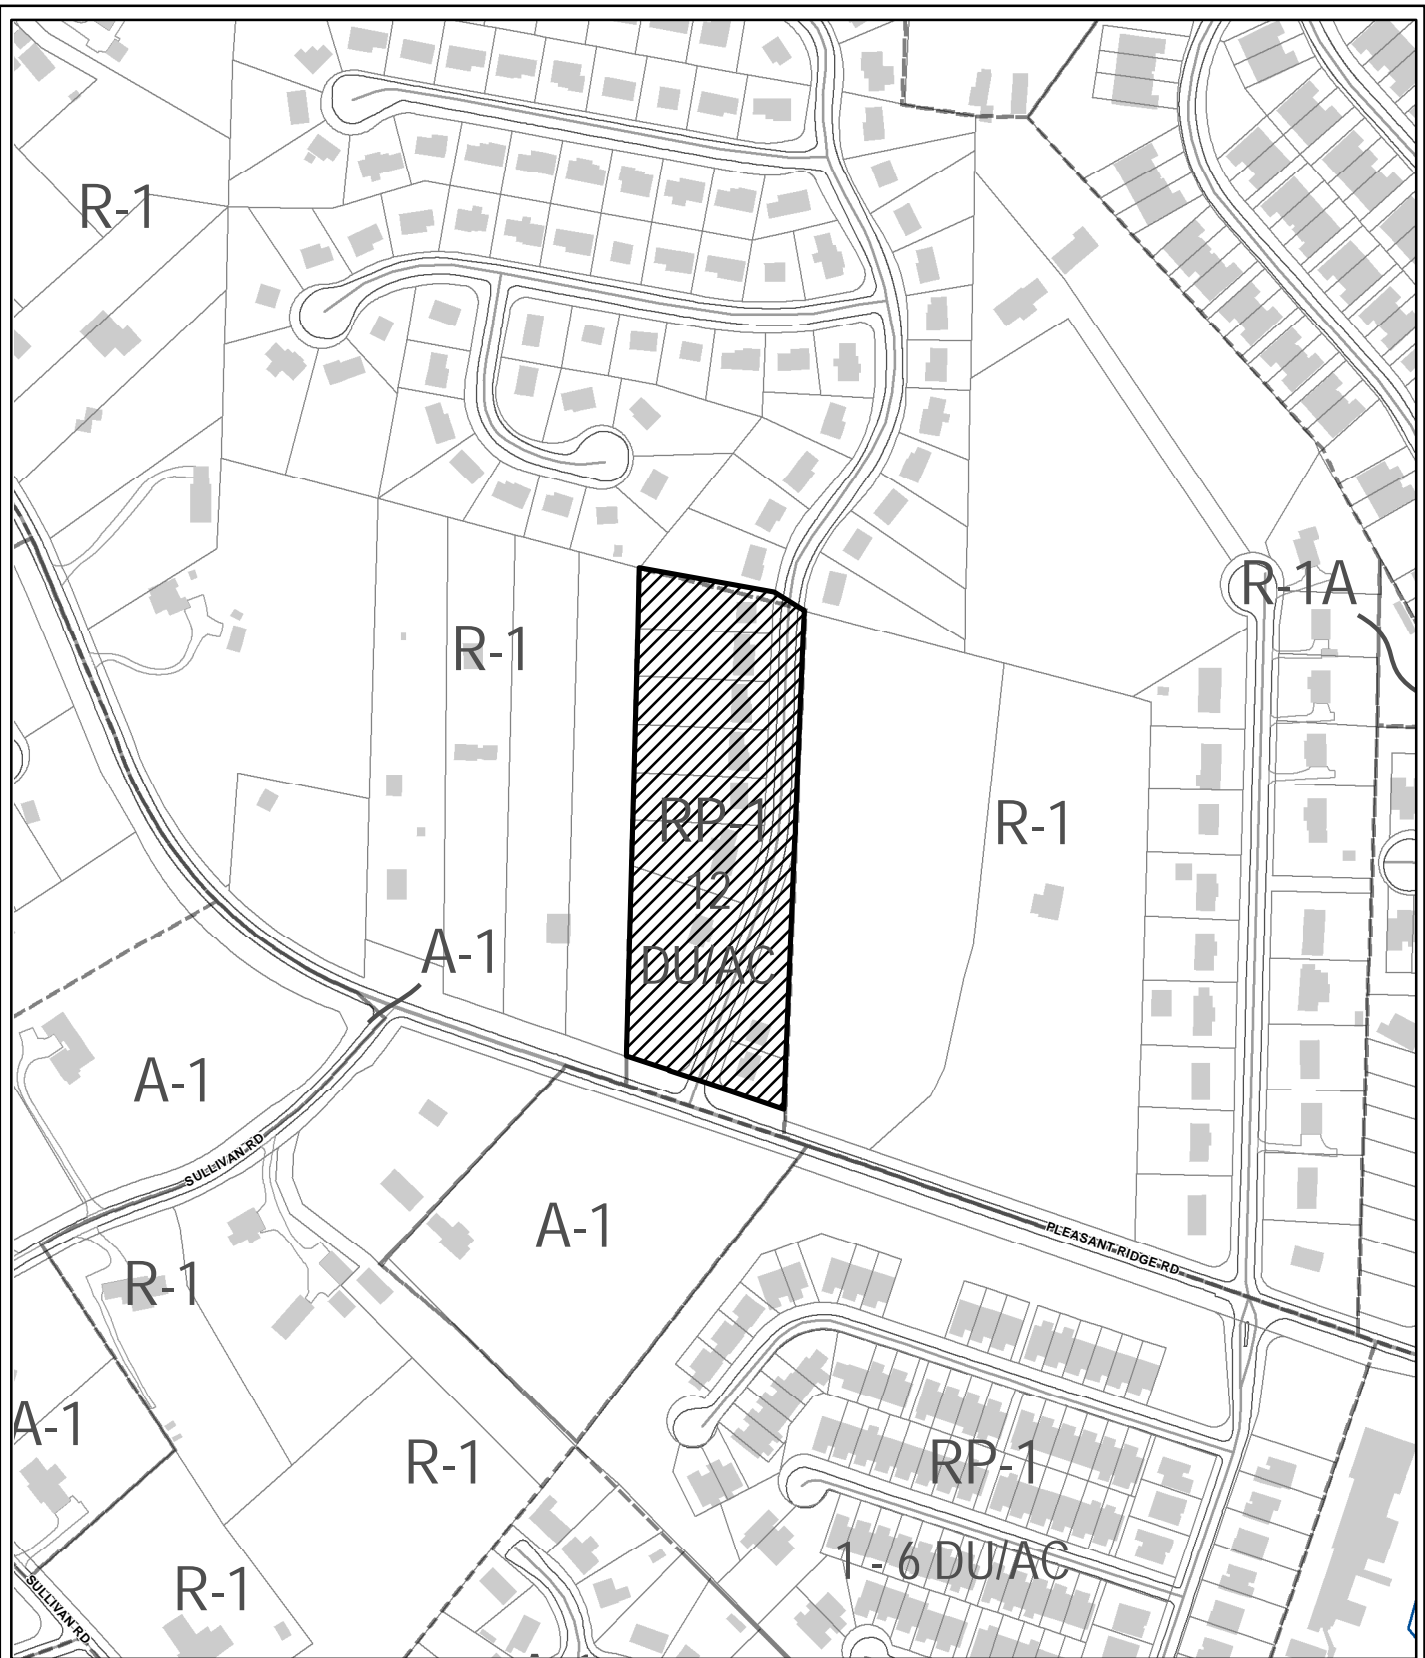 R-1
R-1A
R-1
RP-1
12
DU/AC
R-1
A-1
A-1
SULLIVAN RD
A-1
PLEASANT RIDGE RD
R-1
A-1
R-1
RP-1
1 - 6 DU/AC
R-1
SULLIVAN RD